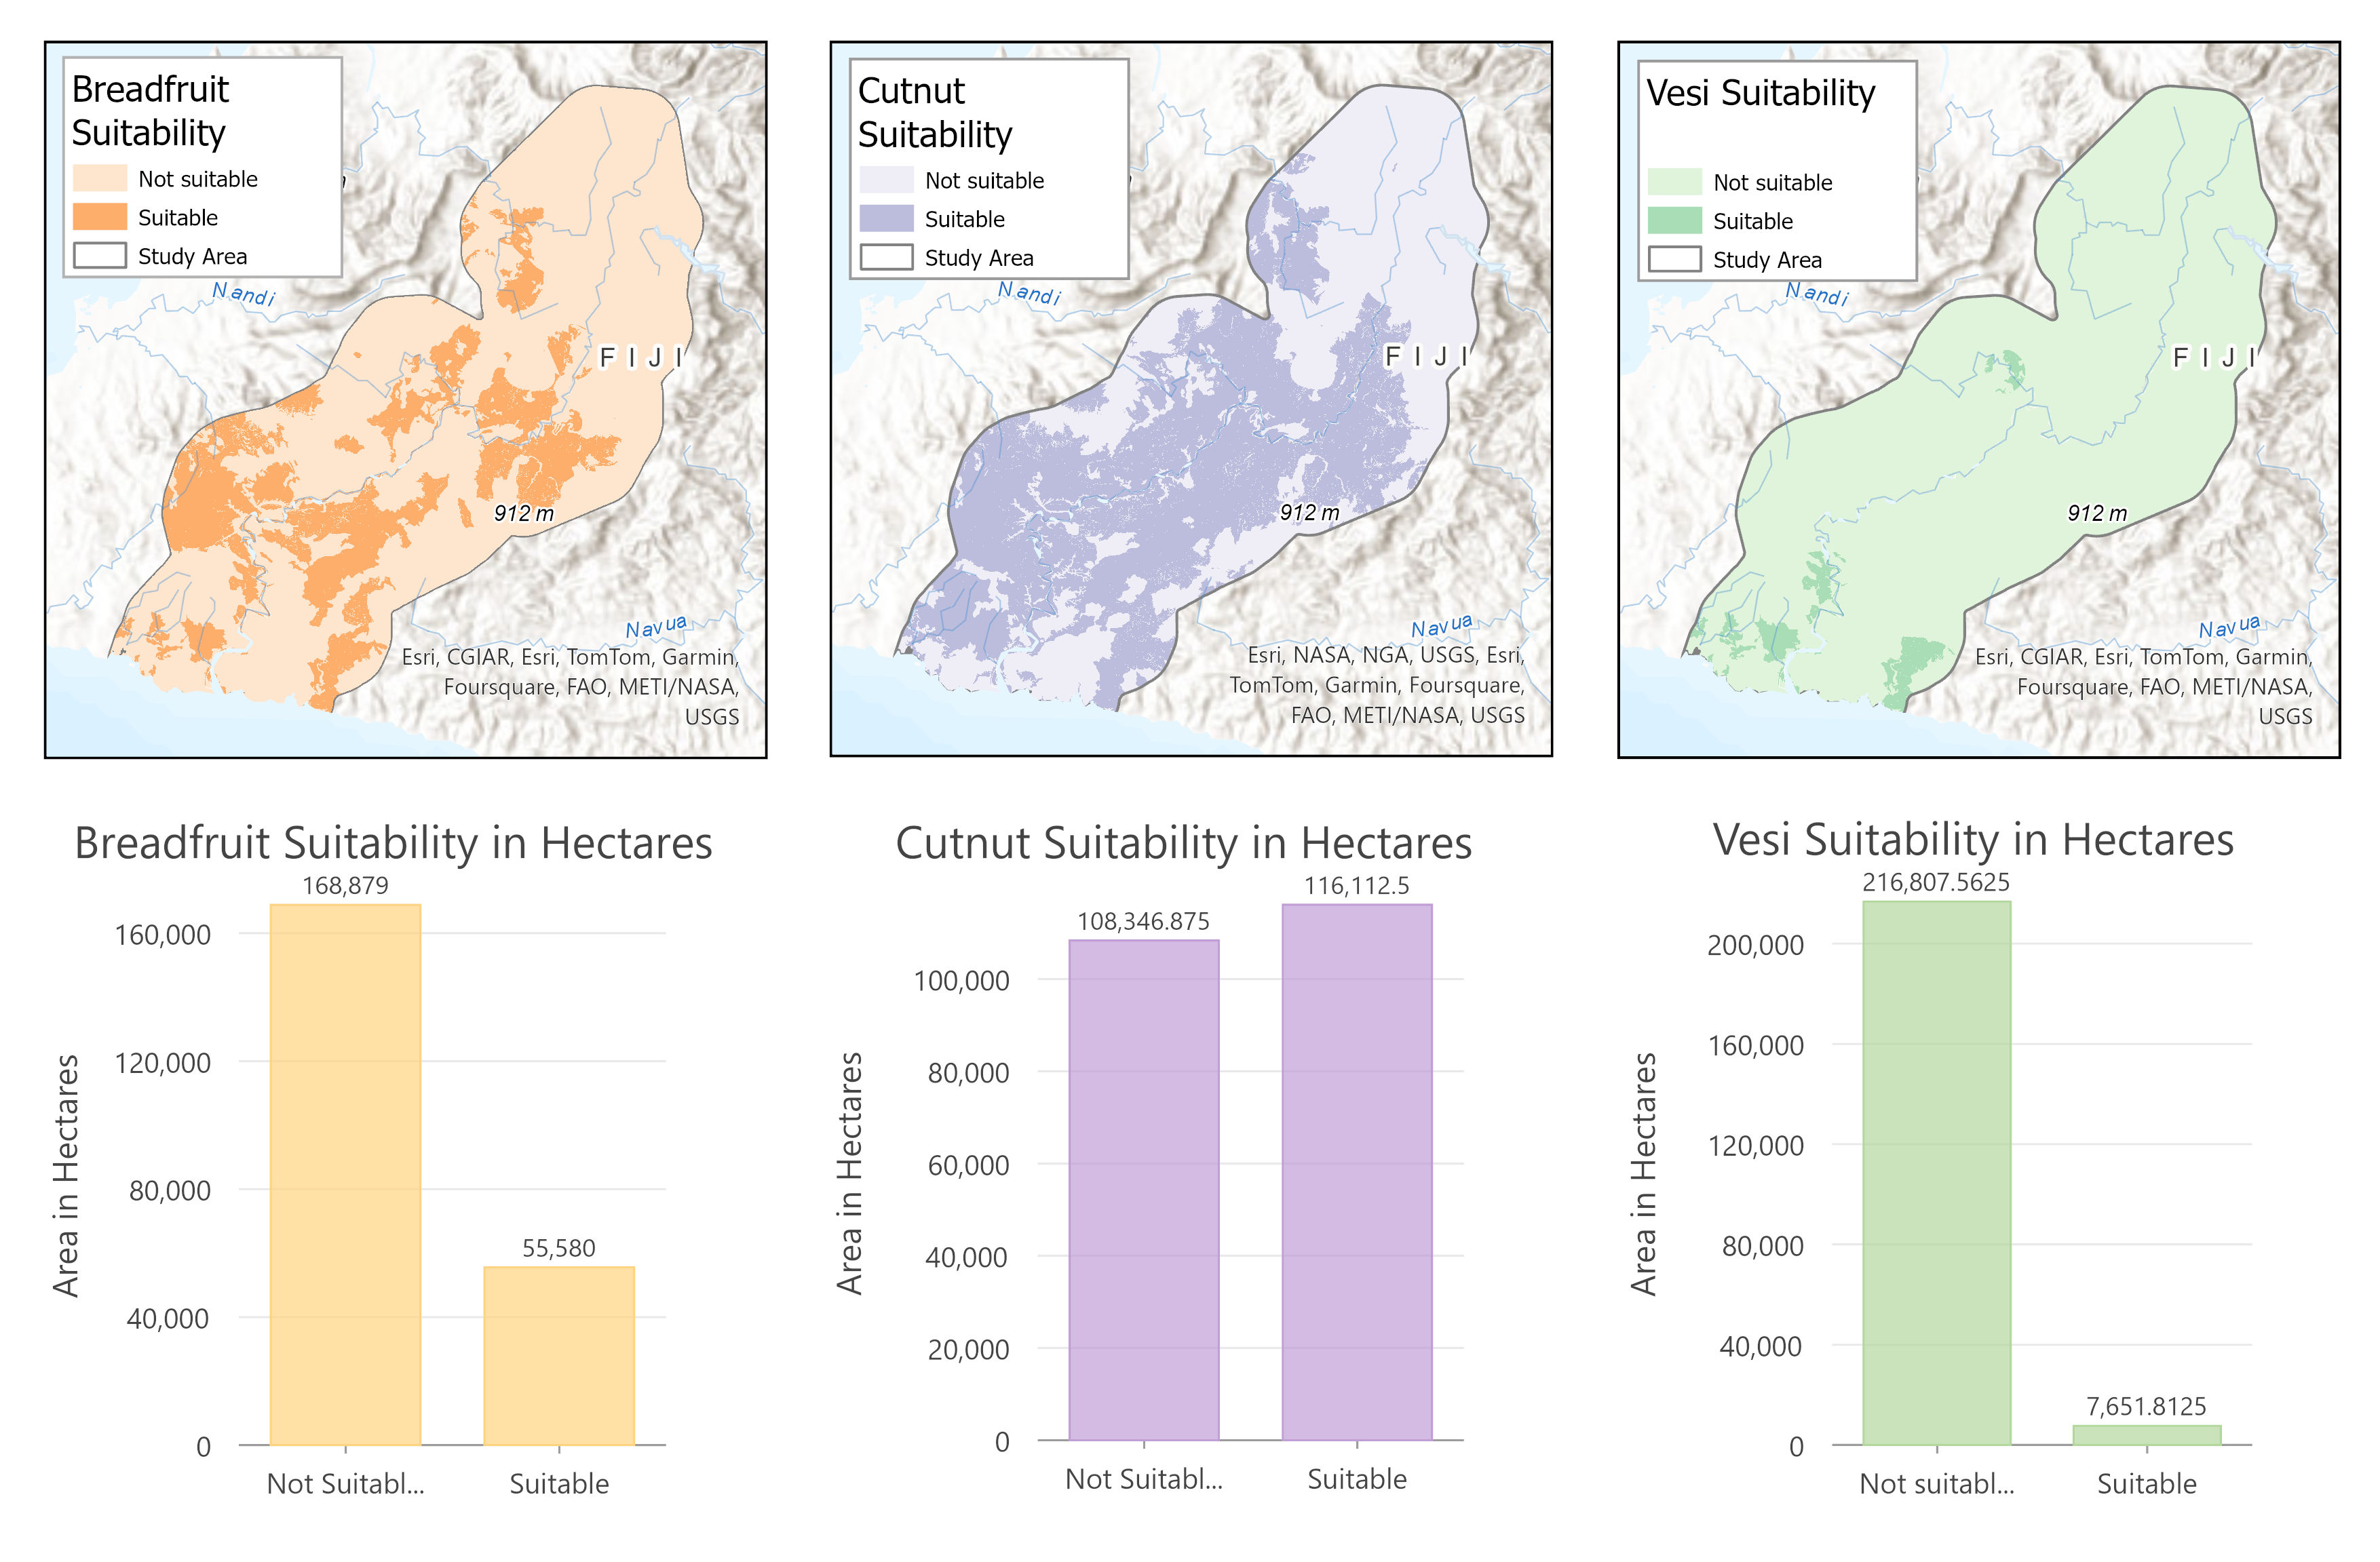 Breadfruit
Suitability
Not suitable
Suitable
Study Area
Nandi
FIJI
912 m
Navua
Esri, CGIAR, Esri, TomTom, Garmin,
Foursquare, FAO, METI/NASA,
USGS
Cutnut
Suitability
Not suitable
Suitable
Study Area
Nandi
FIJI
912 m
Navua
Esri, NASA, NGA, USGS, Esri,
TomTom, Garmin, Foursquare,
FAO, METI/NASA, USGS
Vesi Suitability
Not suitable
Suitable
Study Area
Nandi
FIJI
912 m
Navua
Esri, CGIAR, Esri, TomTom, Garmin,
Foursquare, FAO, METI/NASA,
USGS
Breadfruit Suitability in Hectares
168,879
160,000
120,000
80,000
55,580
40,000
0
Area in Hectares
Not Suitabl...
Suitable
Cutnut Suitability in Hectares
116,112.5
108,346.875
100,000
80,000
60,000
40,000
20,000
0
Area in Hectares
Not Suitabl...
Suitable
Vesi Suitability in Hectares
216,807.5625
200,000
160,000
120,000
80,000
40,000
7,651.8125
0
Area in Hectares
Not suitabl...
Suitable